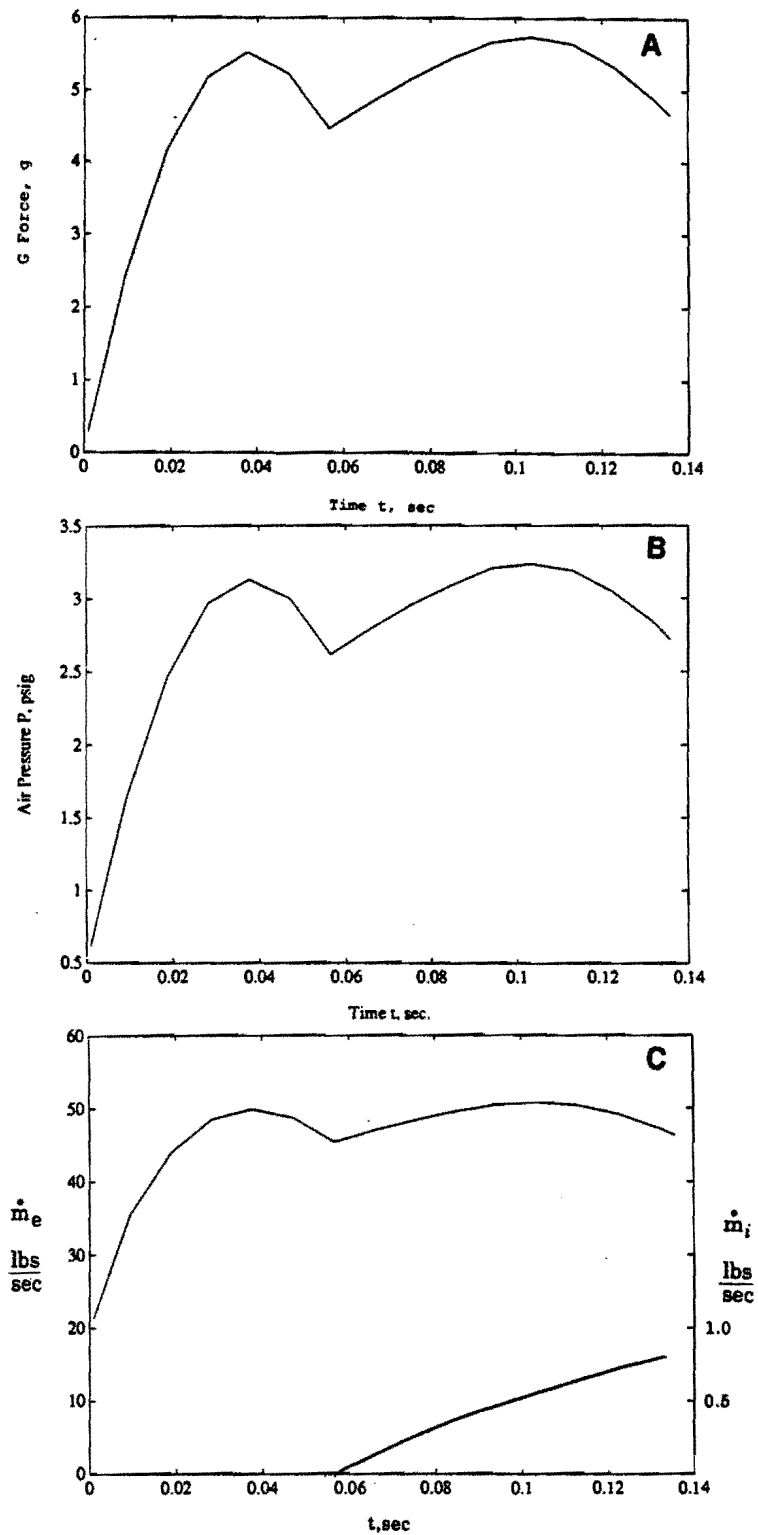 A
6
5
4
3
2
1
0
G Force, g
0 0.02 0.04 0.06 0.08 0.1 0.12 0.14
Time t, sec
B
3.5
3
2.5
2
1.5
1
0.5
Air Pressure P, psig
0 0.02 0.04 0.06 0.08 0.1 0.12 0.14
Time t, sec.
C
60
50
40
30
20
10
0
ṁe
lbs
sec
ṁi
lbs
sec
1.0
0.5
0 0.02 0.04 0.06 0.08 0.1 0.12 0.14
t,sec